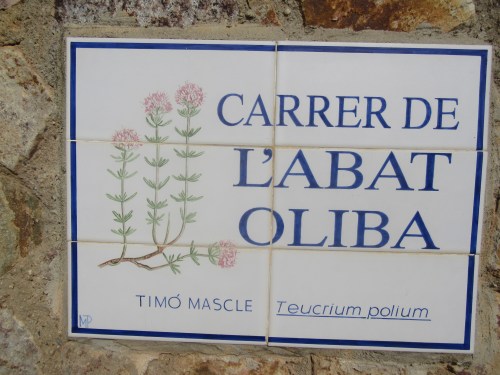 CARRER DE
L'ABAT
OLIBA
TIMÓ MASCLE Teucrium polium